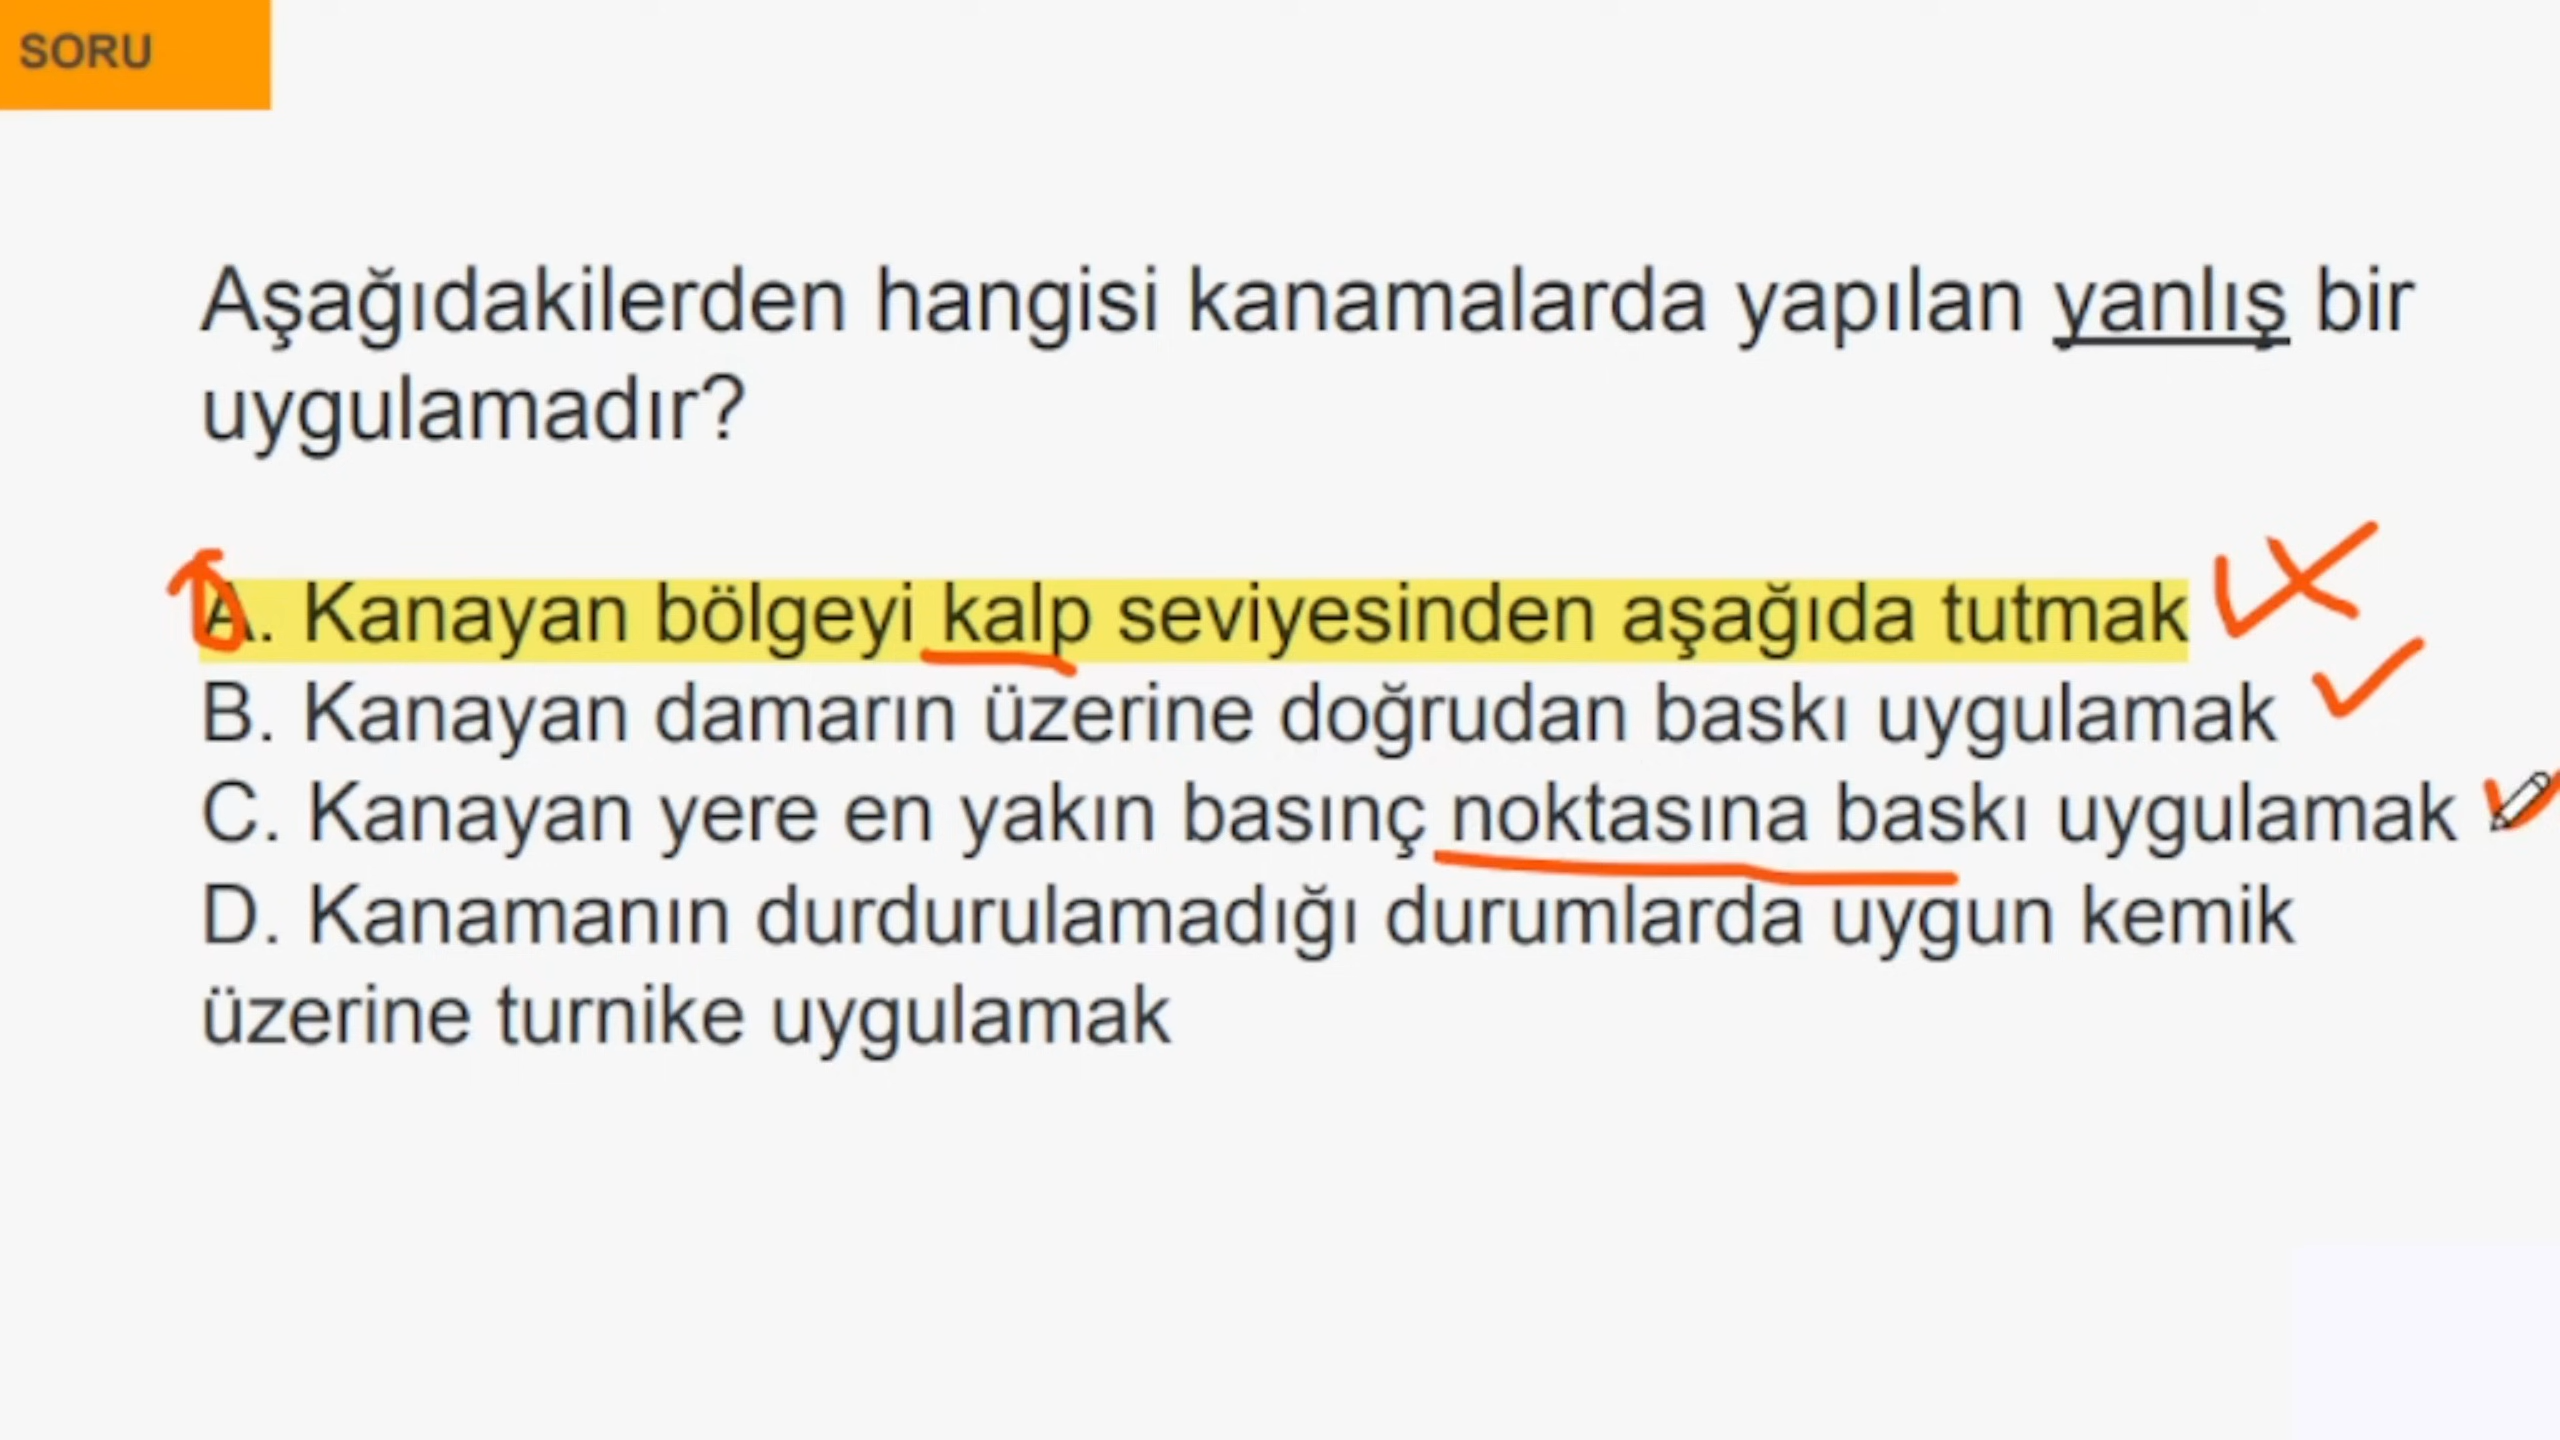 SORU
Aşağıdakilerden hangisi kanamalarda yapılan yanlış bir
uygulamadır?
A. Kanayan bölgeyi kalp seviyesinden aşağıda tutmak
B. Kanayan damarın üzerine doğrudan baskı uygulamak
C. Kanayan yere en yakın basınç noktasına baskı uygulamak
D. Kanamanın durdurulamadığı durumlarda uygun kemik
üzerine turnike uygulamak